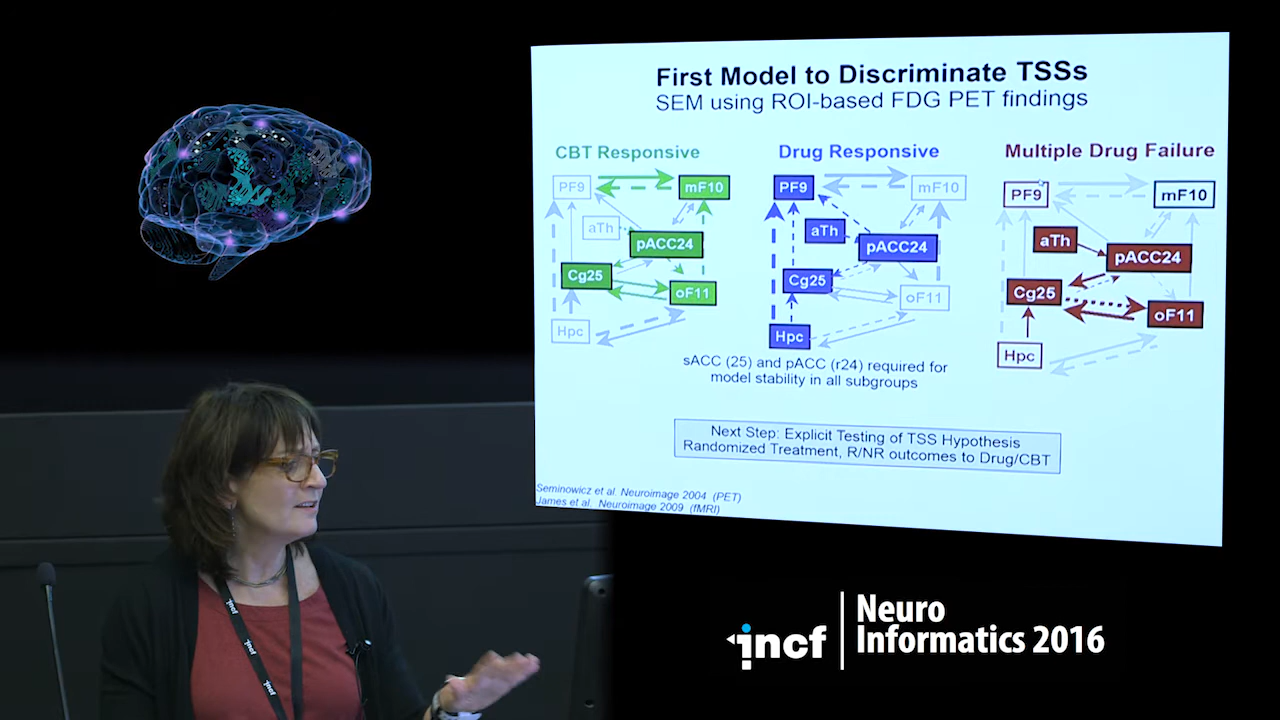 First Model to Discriminate TSSs
SEM using ROI-based FDG PET findings
CBT Responsive
PF9
mF10
aTh
pACC24
Cg25
oF11
Hpc
Drug Responsive
PF9
mF10
aTh
pACC24
Cg25
oF11
Hpc
Multiple Drug Failure
PF9
mF10
aTh
pACC24
Cg25
oF11
Hpc
sACC (25) and pACC (r24) required for
model stability in all subgroups
Next Step: Explicit Testing of TSS Hypothesis
Randomized Treatment, R/NR outcomes to Drug/CBT
Seminowicz et al. Neuroimage 2004 (PET)
James et al. Neuroimage 2009 (fMRI)
incf
Neuro
Informatics 2016